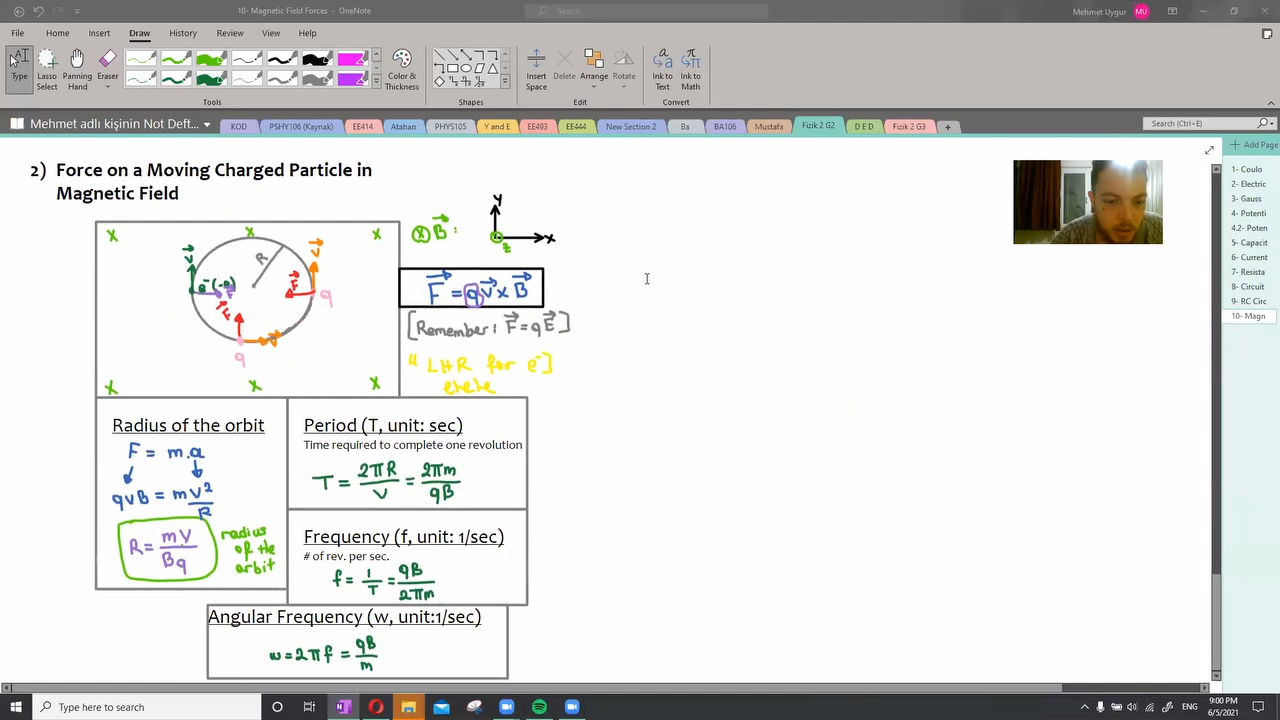 10- Magnetic Field Forces - OneNote
Search
Mehmet Uygur
MU
File
Home
Insert
Draw
History
Review
View
Help
Type
Lasso Select
Panning Hand
Eraser
Color & Thickness
Insert Space
Delete
Arrange
Rotate
Ink to Text
Ink to Math
Tools
Shapes
Edit
Convert
Mehmet adlı kişinin Not Deft...
KOD
PSHY106 (Kaynak)
EE414
Atahan
PHYS105
Y and E
EE493
EE444
New Section 2
Ba
BA106
Mustafa
Fizik 2 G2
D E D
Fizik 2 G3
+
Search (Ctrl+E)
Add Page
1- Coulo
2- Electric
3- Gauss
4- Potenti
4.2- Poten
5- Capacit
6- Current
7- Resista
8- Circuit
9- RC Circ
10- Magn
2) Force on a Moving Charged Particle in
Magnetic Field
x x x
V
R
V
e⁻(-q)
F
F
q
F
V
q
x x x
B:
y
x
z
F = qV x B
[Remember: F = qE]
" LHR for e⁻]
Radius of the orbit
F = m.a
qVB = m V²/R
R = mV/Bq
radius
of the
orbit
Period (T, unit: sec)
Time required to complete one revolution
T = 2πR/V = 2πm/qB
Frequency (f, unit: 1/sec)
# of rev. per sec.
f = 1/T = qB/2πm
Angular Frequency (w, unit:1/sec)
w = 2πf = qB/m
Type here to search
ENG
9:00 PM
6/5/2021